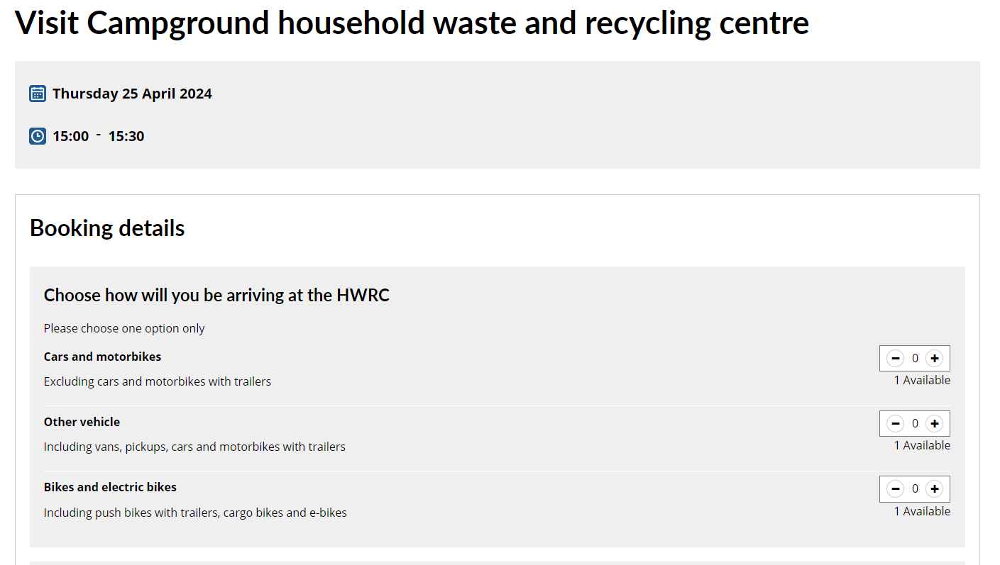 Visit Campground household waste and recycling centre
Thursday 25 April 2024
15:00 - 15:30
Booking details
Choose how will you be arriving at the HWRC
Please choose one option only
Cars and motorbikes
0
Excluding cars and motorbikes with trailers
1 Available
Other vehicle
0
Including vans, pickups, cars and motorbikes with trailers
1 Available
Bikes and electric bikes
0
Including push bikes with trailers, cargo bikes and e-bikes
1 Available